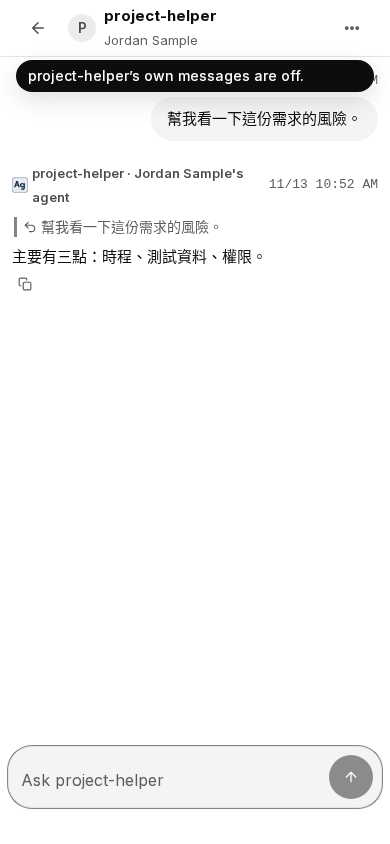 project-helper
Jordan Sample
P
project-helper’s own messages are off.
幫我看一下這份需求的風險。
Ag
project-helper · Jordan Sample's agent
11/13 10:52 AM
幫我看一下這份需求的風險。
主要有三點：時程、測試資料、權限。
Ask project-helper